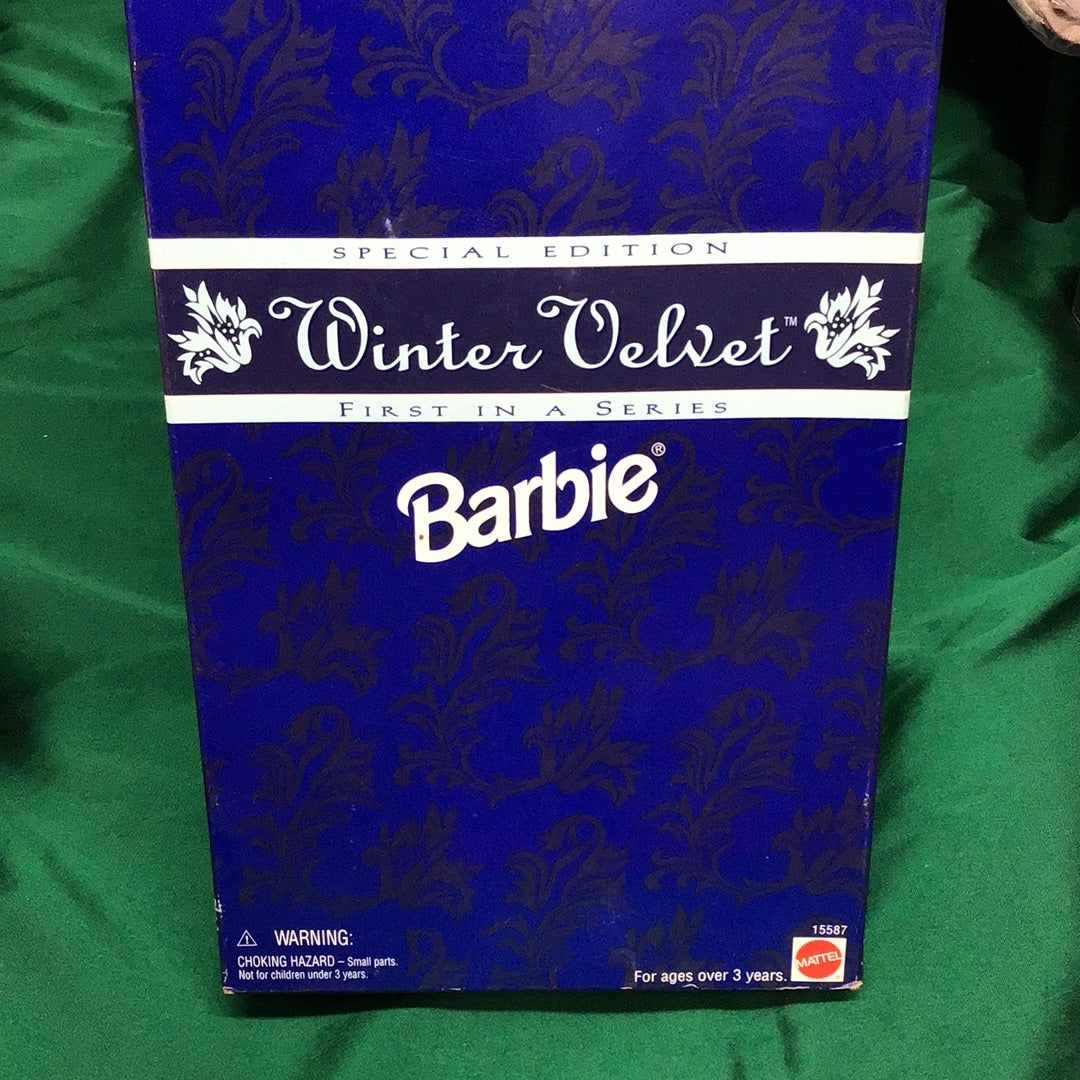 SPECIAL EDITION
Winter Velvet™
FIRST IN A SERIES
Barbie®
⚠ WARNING:
CHOKING HAZARD – Small parts.
Not for children under 3 years.
15587
For ages over 3 years.
MATTEL